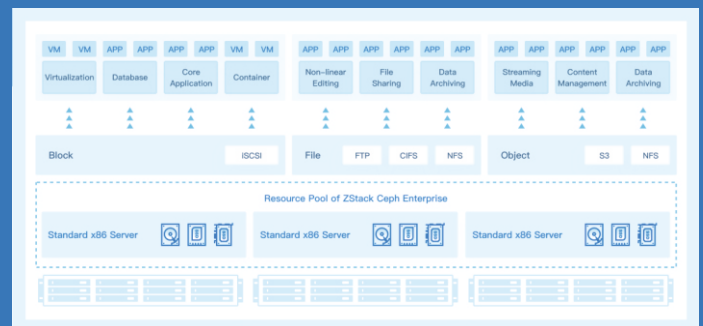 VM VM APP APP APP APP VM VM
Virtualization Database Core Application Container
APP APP APP APP APP APP
Non-linear Editing File Sharing Data Archiving
APP APP APP APP APP APP
Streaming Media Content Management Data Archiving
Block ISCSI
File FTP CIFS NFS
Object S3 NFS
Resource Pool of ZStack Ceph Enterprise
Standard x86 Server
Standard x86 Server
Standard x86 Server